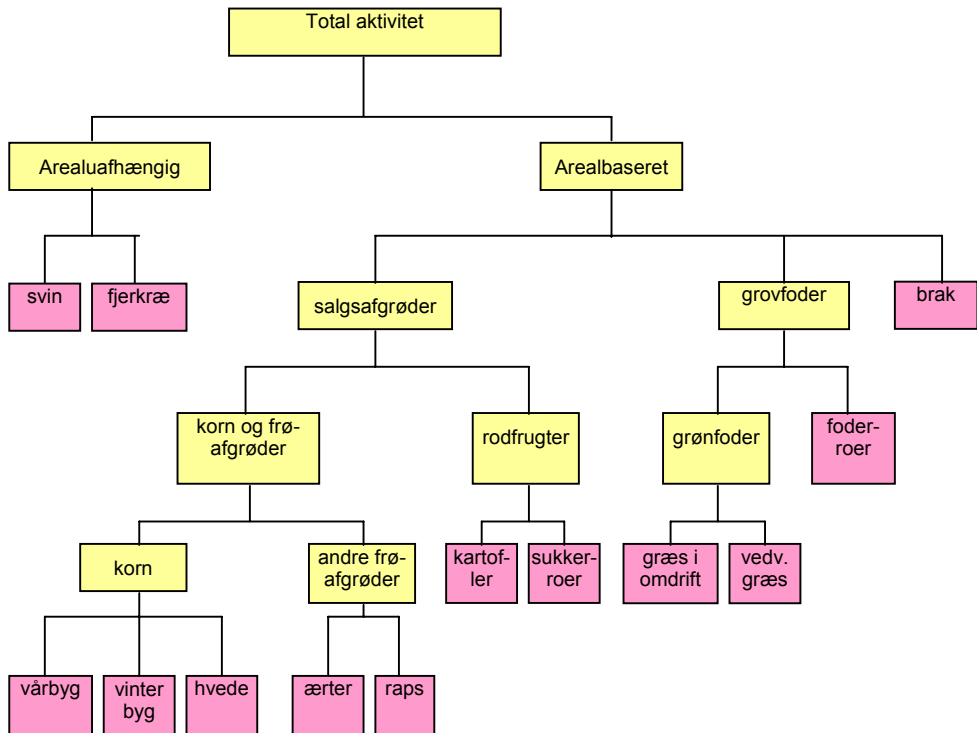 Total aktivitet
Arealuafhængig
Arealbaseret
svin
fjerkræ
salgsafgrøder
grovfoder
brak
korn og frø-
afgrøder
rodfrugter
grønfoder
foder-
roer
korn
andre frø-
afgrøder
kartof-
ler
sukker-
roer
græs i
omdrift
vedv.
græs
vårbyg
vinter
byg
hvede
ærter
raps